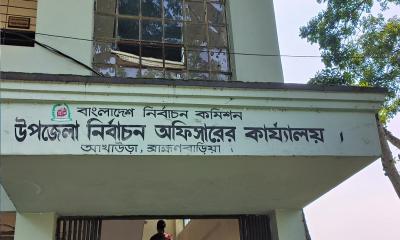 বাংলাদেশ নির্বাচন কমিশন
উপজেলা নির্বাচন অফিসারের কার্য্যালয় ।
আখাউড়া, ব্রাহ্মণবাড়িয়া ।